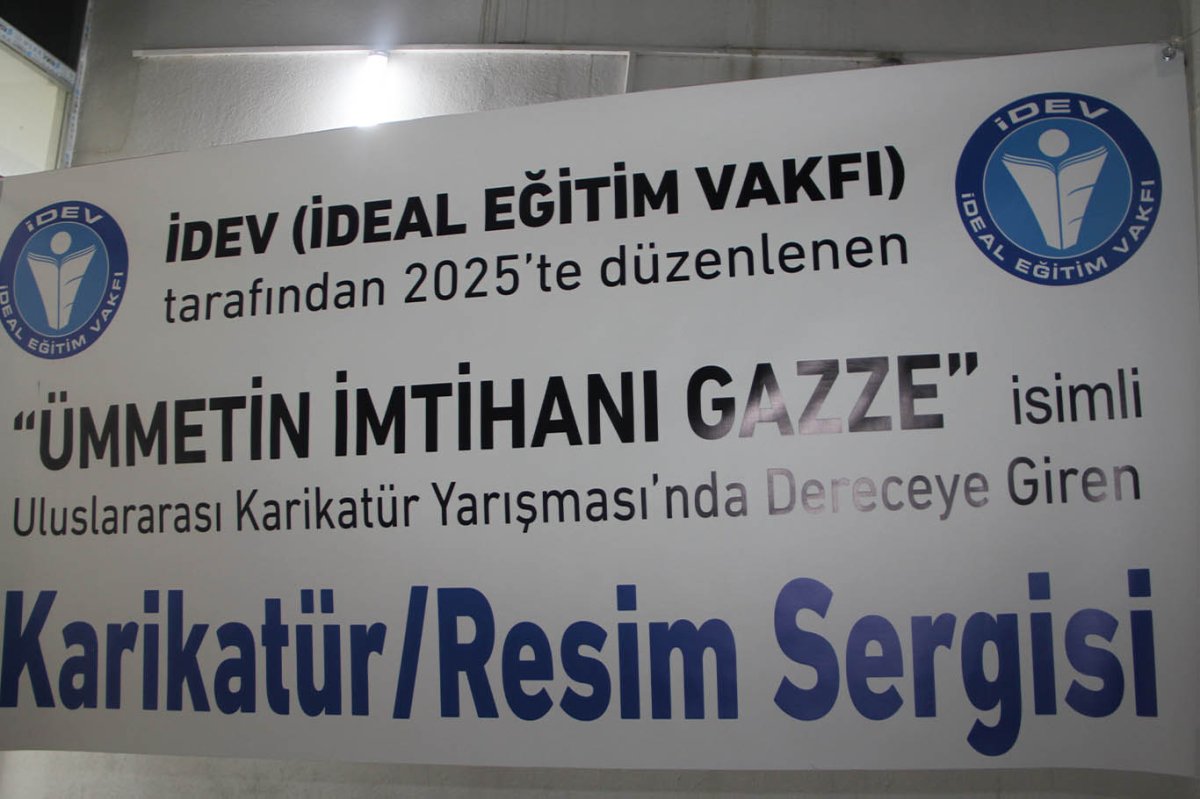 İDEV
İDEAL EĞİTİM VAKFI
İDEV
İDEAL EĞİTİM VAKFI
İDEV (İDEAL EĞİTİM VAKFI)
tarafından 2025’te düzenlenen
“ÜMMETİN İMTİHANI GAZZE” isimli
Uluslararası Karikatür Yarışması’nda Dereceye Giren
Karikatür/Resim Sergisi